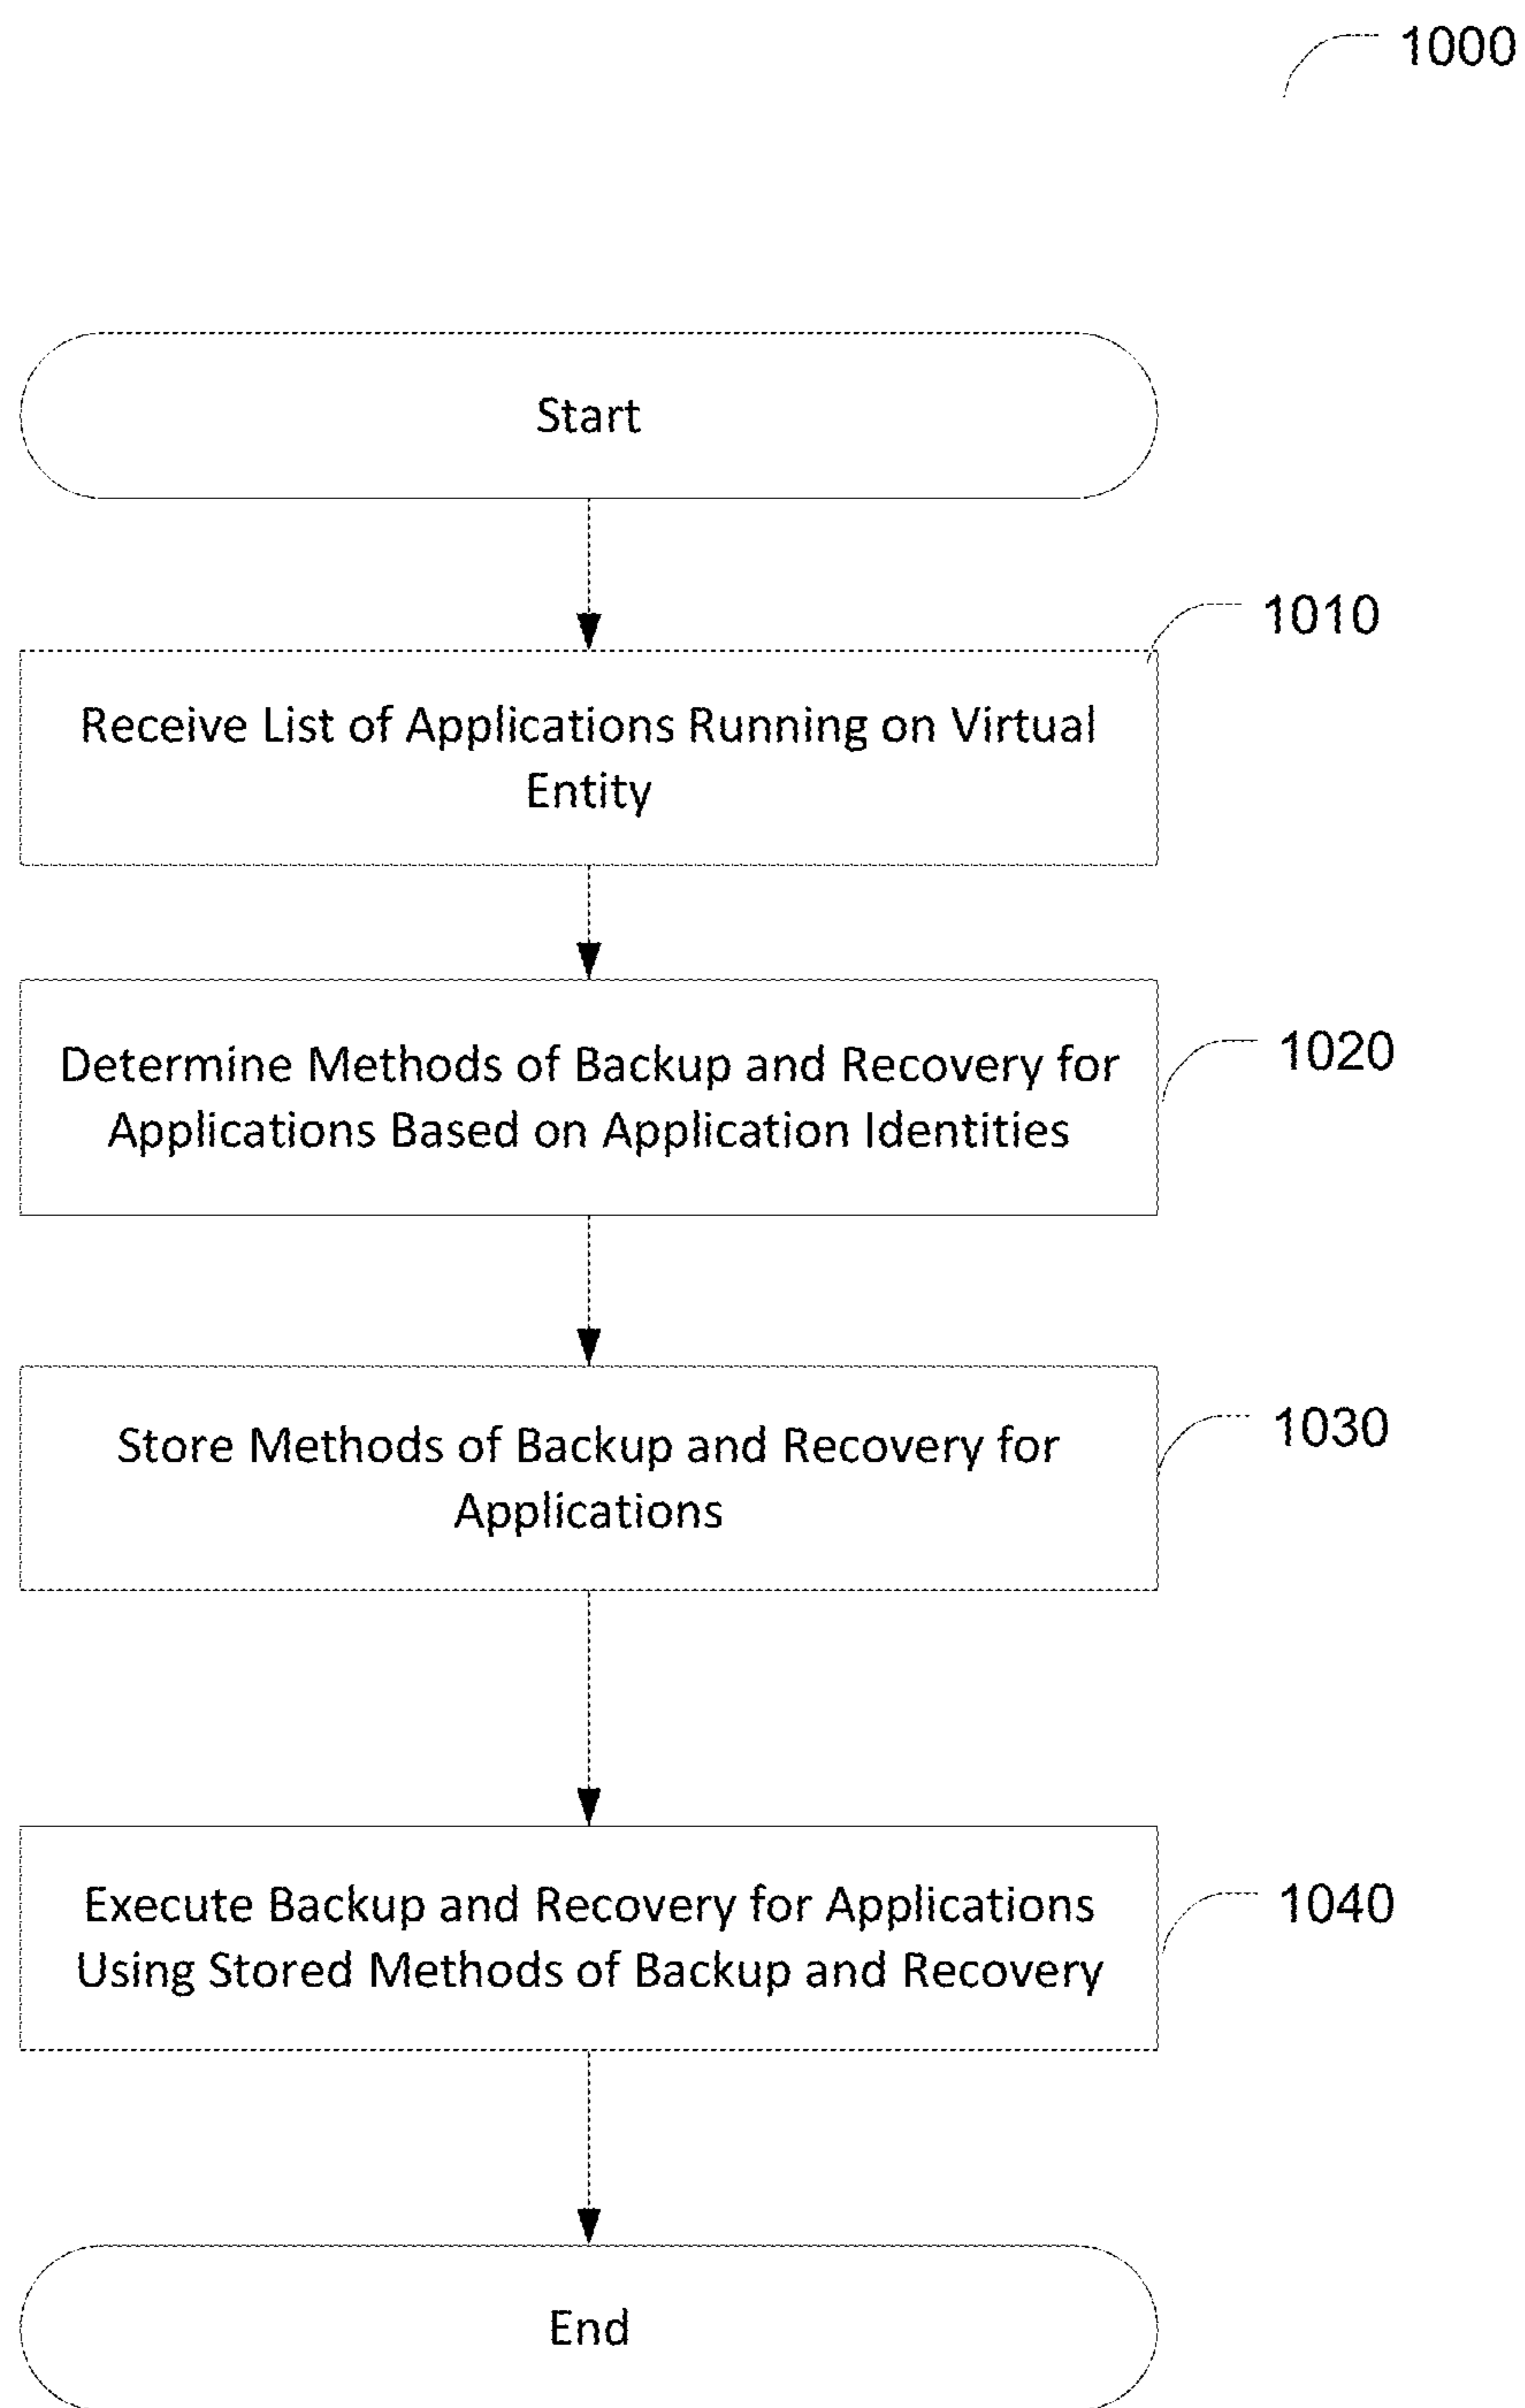 1000
Start
1010
Receive List of Applications Running on Virtual
Entity
Determine Methods of Backup and Recovery for
Applications Based on Application Identities
1020
Store Methods of Backup and Recovery for
Applications
1030
Execute Backup and Recovery for Applications
Using Stored Methods of Backup and Recovery
1040
End